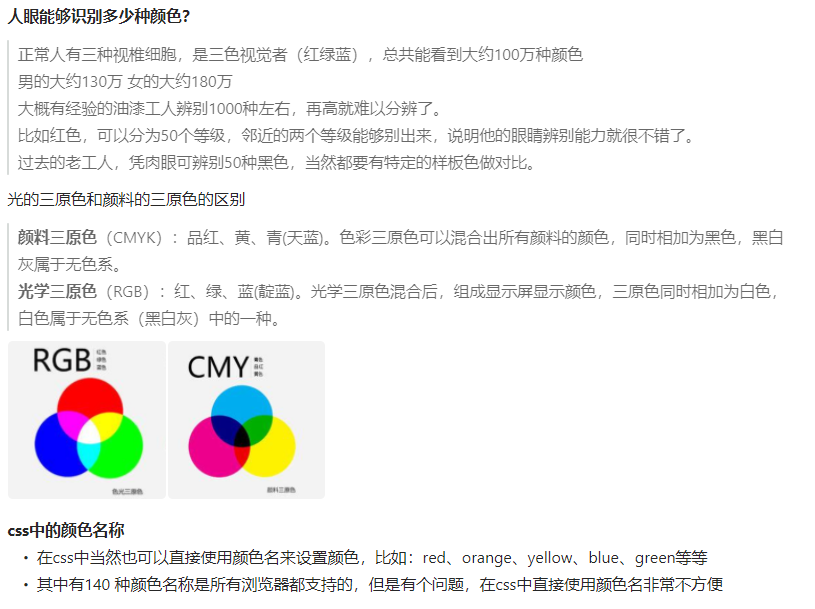 人眼能够识别多少种颜色?
正常人有三种视椎细胞，是三色视觉者（红绿蓝），总共能看到大约100万种颜色
男的大约130万 女的大约180万
大概有经验的油漆工人辨别1000种左右，再高就难以分辨了。
比如红色，可以分为50个等级，邻近的两个等级能够别出来，说明他的眼睛辨别能力就很不错了。
过去的老工人，凭肉眼可辨别50种黑色，当然都要有特定的样板色做对比。
光的三原色和颜料的三原色的区别
颜料三原色（CMYK）：品红、黄、青(天蓝)。色彩三原色可以混合出所有颜料的颜色，同时相加为黑色，黑白
灰属于无色系。
光学三原色（RGB）：红、绿、蓝(靛蓝)。光学三原色混合后，组成显示屏显示颜色，三原色同时相加为白色，
白色属于无色系（黑白灰）中的一种。
RGB
红色
绿色
蓝色
色光三原色
CMY
颜料三原色
css中的颜色名称
• 在css中当然也可以直接使用颜色名来设置颜色，比如：red、orange、yellow、blue、green等等
• 其中有140 种颜色名称是所有浏览器都支持的，但是有个问题，在css中直接使用颜色名非常不方便